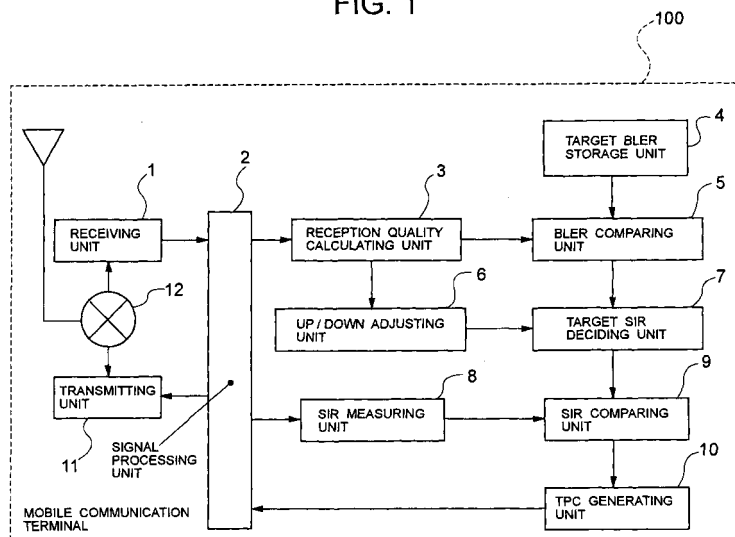 FIG. 1
100
4
TARGET BLER
STORAGE UNIT
2
1
3
5
RECEIVING
UNIT
RECEPTION QUALITY
CALCULATING UNIT
BLER COMPARING
UNIT
12
6
7
UP / DOWN ADJUSTING
UNIT
TARGET SIR
DECIDING UNIT
8
9
TRANSMITTING
UNIT
SIR MEASURING
UNIT
SIR COMPARING
UNIT
11
SIGNAL
PROCESSING
UNIT
10
TPC GENERATING
UNIT
MOBILE COMMUNICATION
TERMINAL